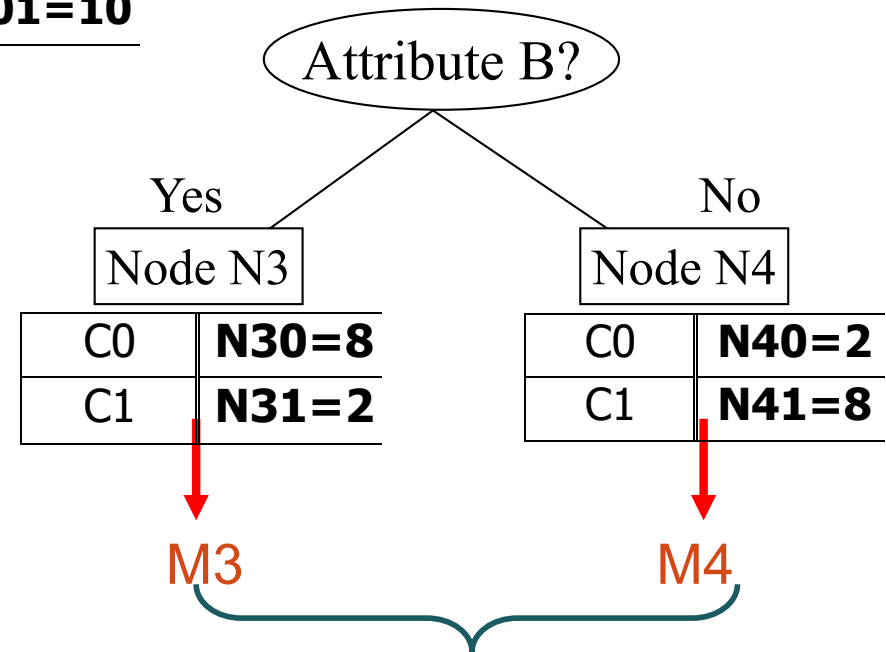 01=10
Attribute B?
Yes No
Node N3 Node N4
C0 N30=8 C0 N40=2
C1 N31=2 C1 N41=8
M3 M4